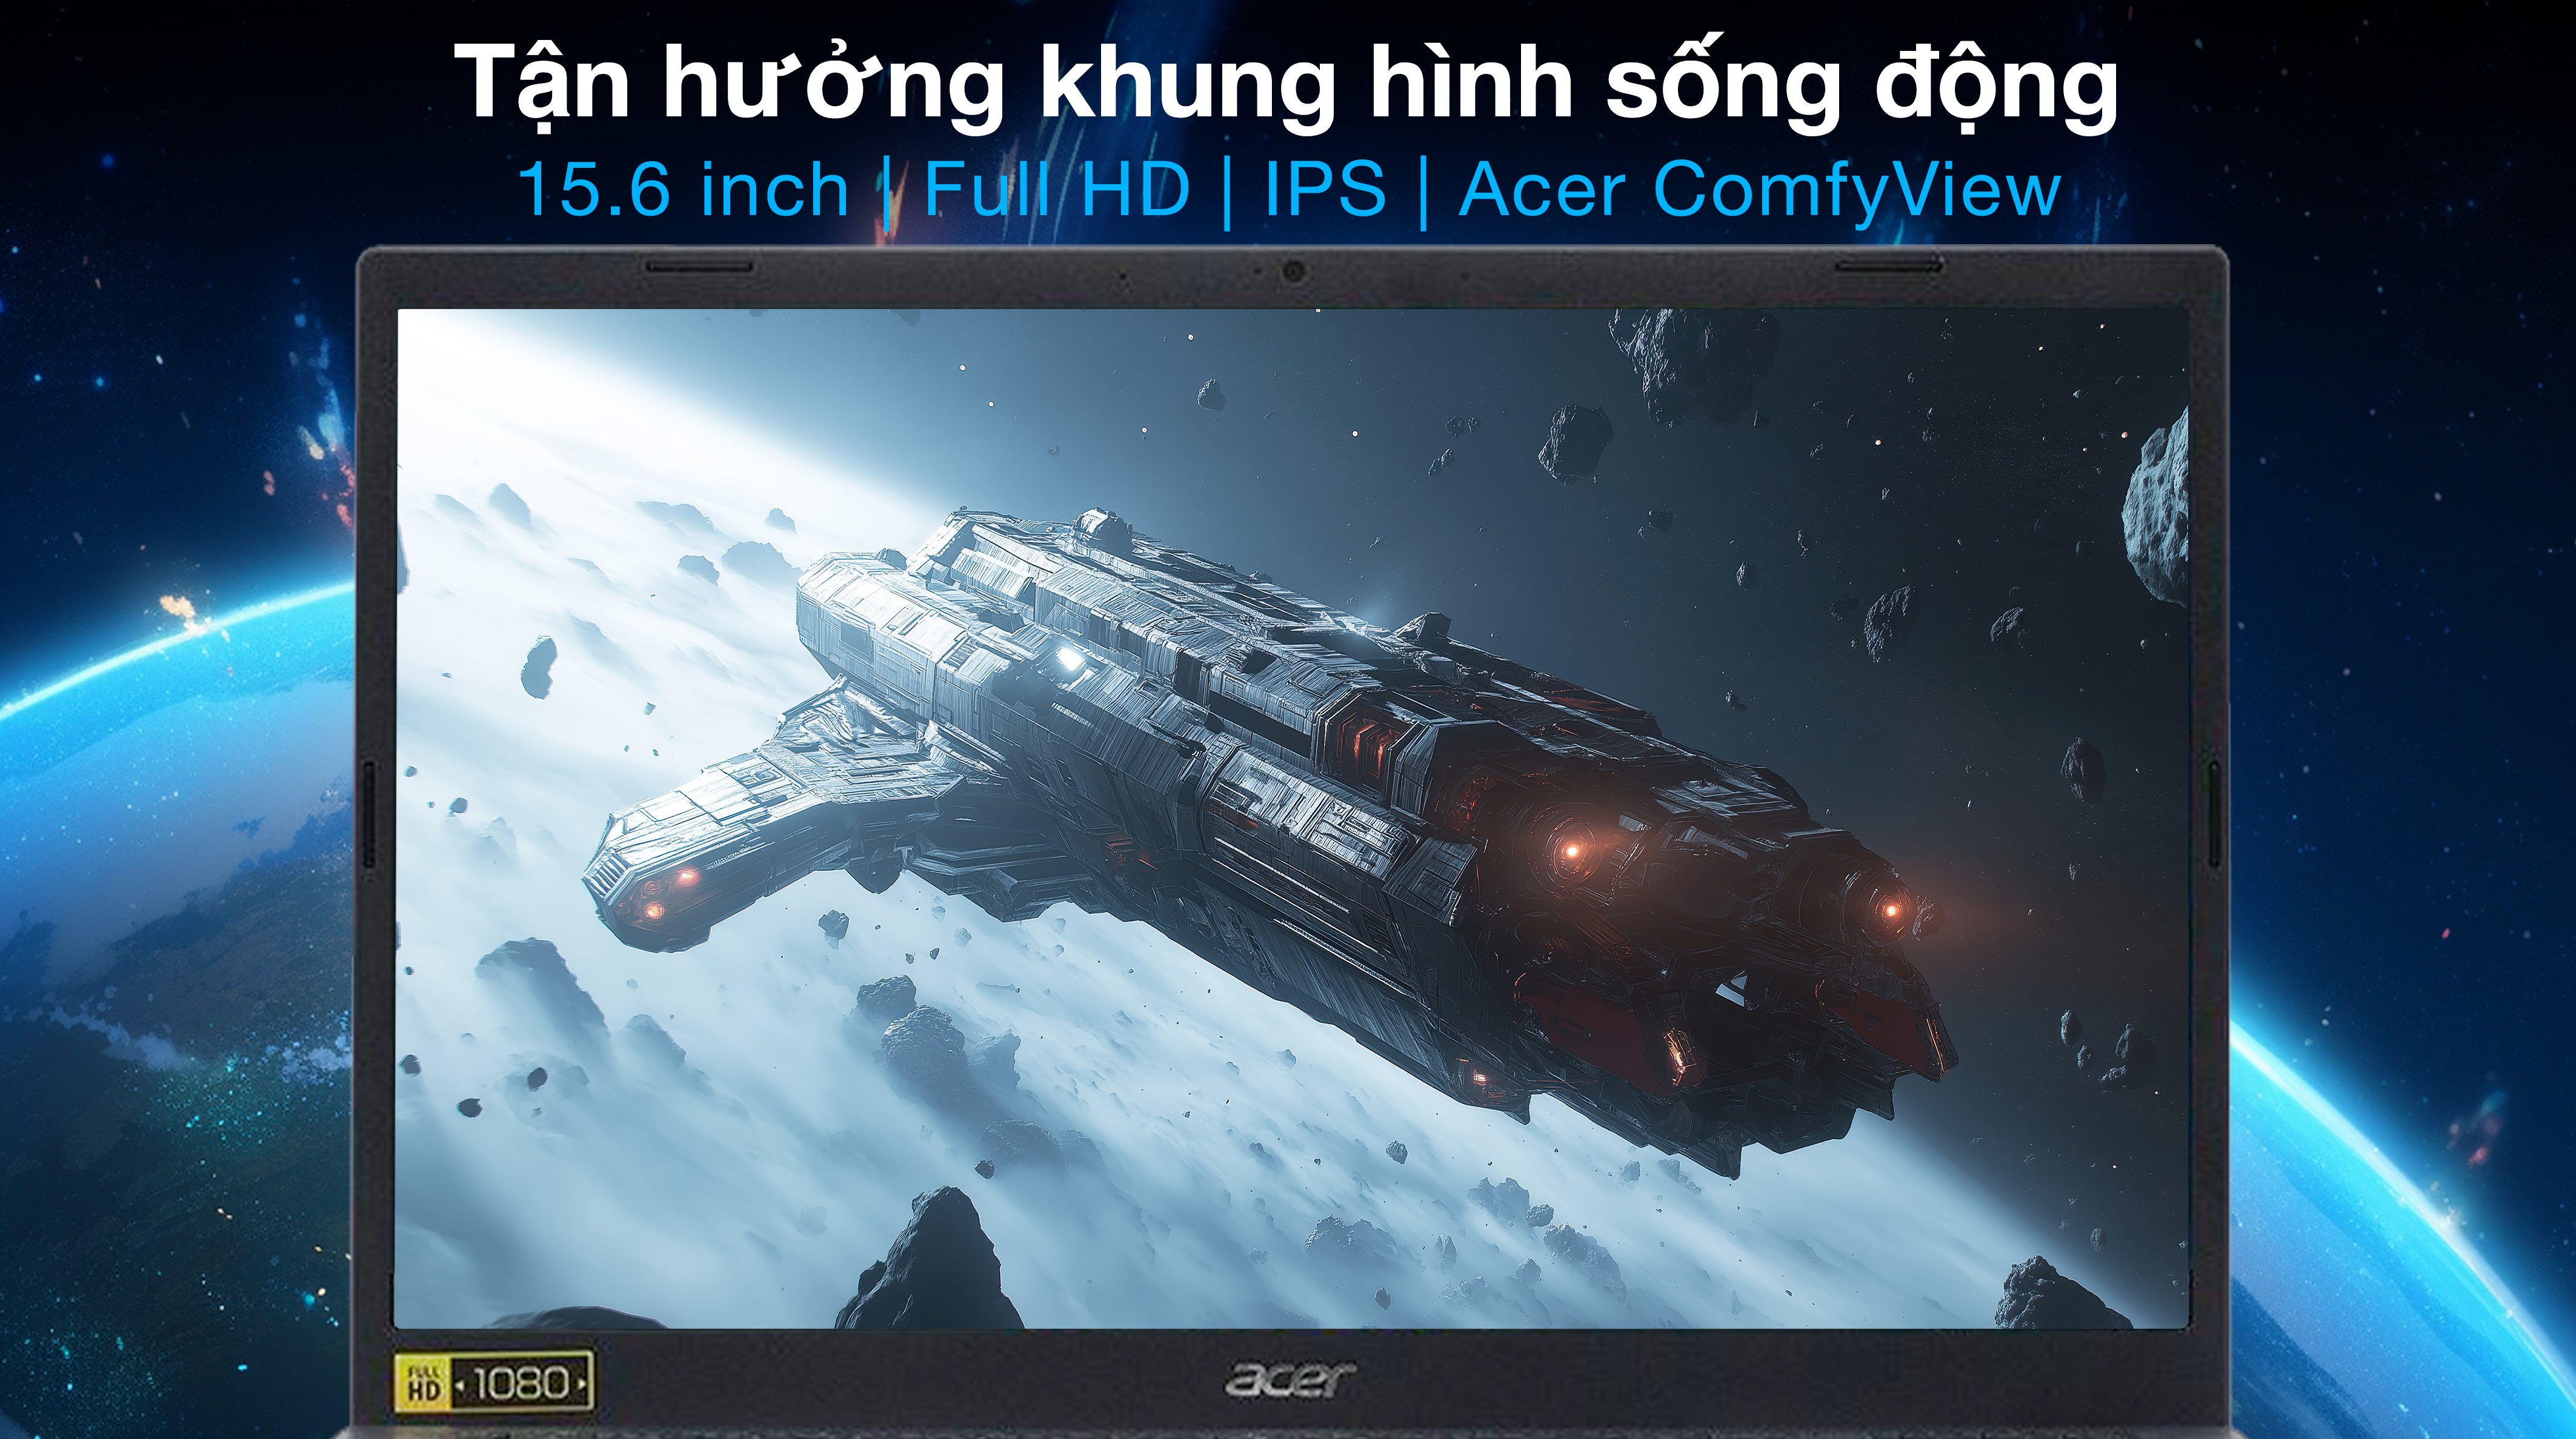 Tận hưởng khung hình sống động
15.6 inch | Full HD | IPS | Acer ComfyView
FULL HD 1080
acer